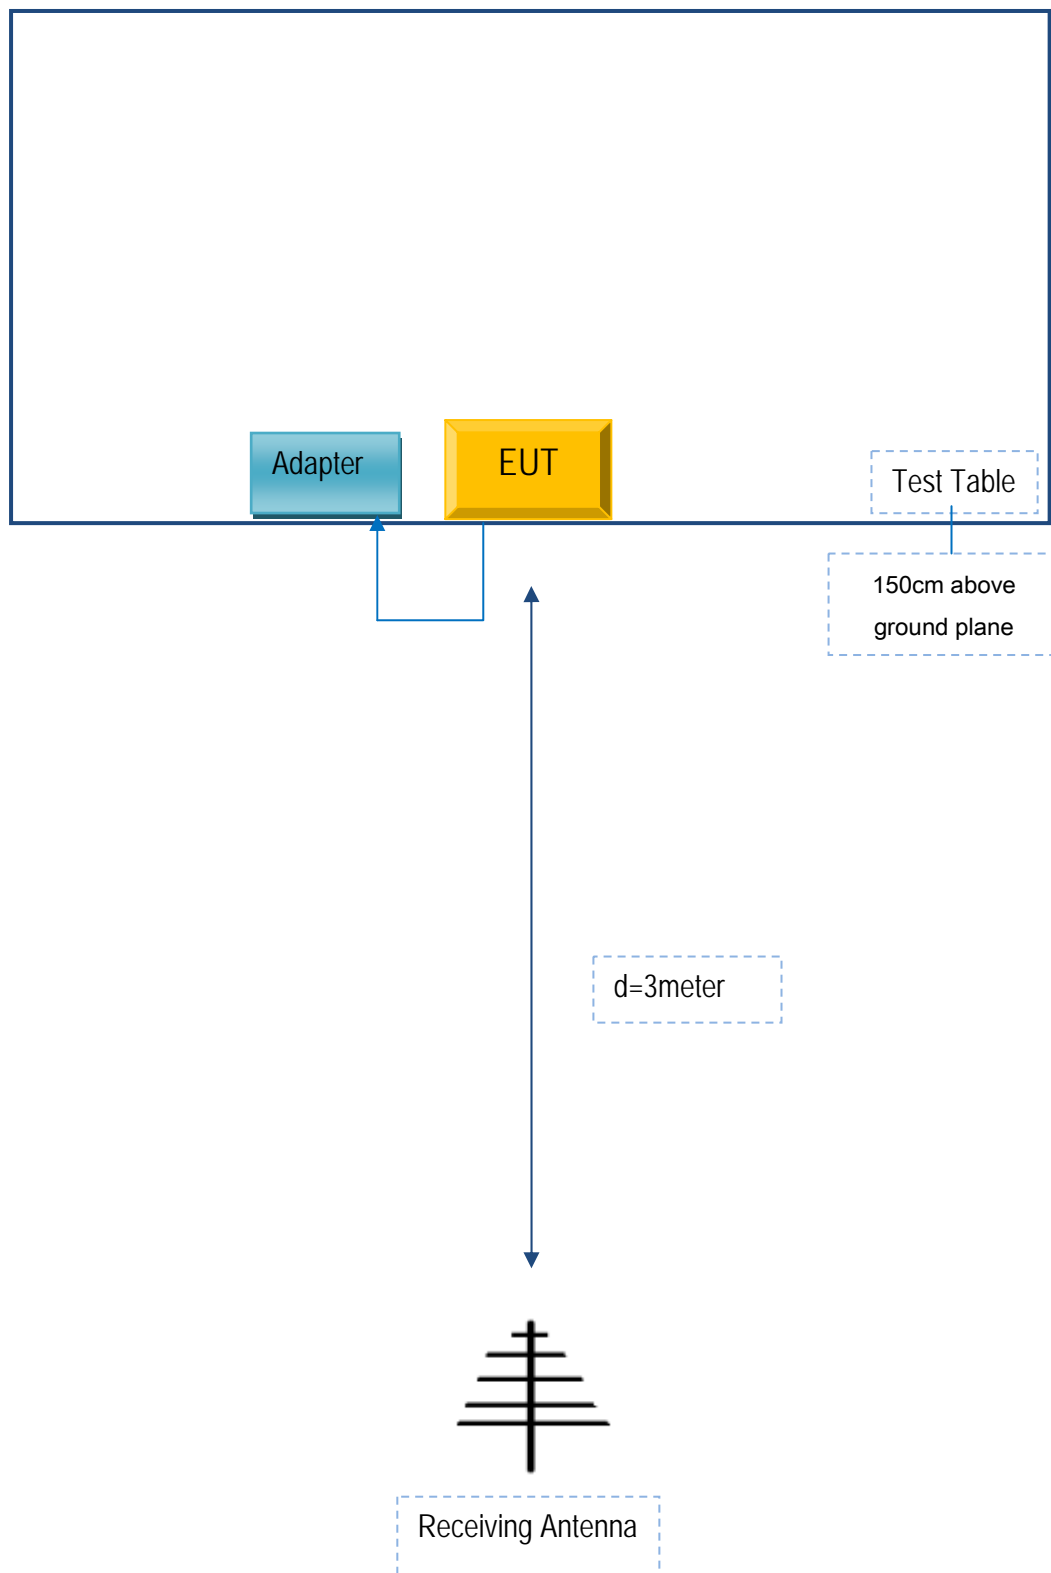 Adapter
EUT
Test Table
150cm above
ground plane
d=3meter
Receiving Antenna